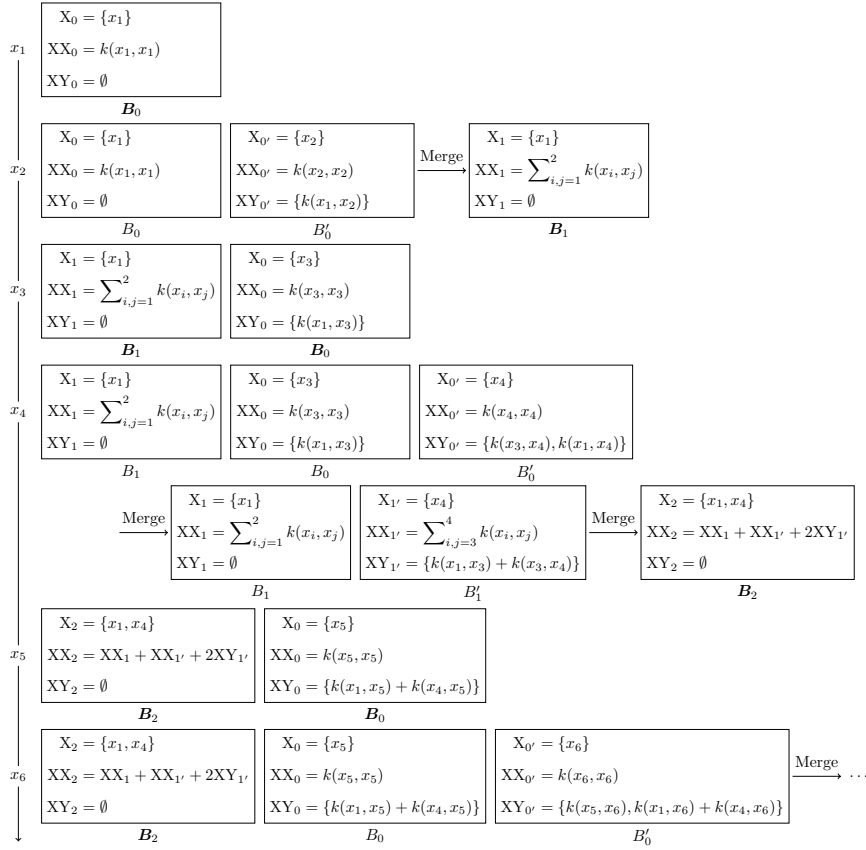 X₀ = {x₁}
x₁ XX₀ = k(x₁, x₁)
XY₀ = ∅
B₀
X₀ = {x₁} X₀′ = {x₂} X₁ = {x₁}
x₂ XX₀ = k(x₁, x₁) XX₀′ = k(x₂, x₂) Merge XX₁ = ∑²ᵢ,ⱼ₌₁ k(xᵢ, xⱼ)
XY₀ = ∅ XY₀′ = {k(x₁, x₂)} XY₁ = ∅
B₀ B′₀ B₁
X₁ = {x₁} X₀ = {x₃}
x₃ XX₁ = ∑²ᵢ,ⱼ₌₁ k(xᵢ, xⱼ) XX₀ = k(x₃, x₃)
XY₁ = ∅ XY₀ = {k(x₁, x₃)}
B₁ B₀
X₁ = {x₁} X₀ = {x₃} X₀′ = {x₄}
x₄ XX₁ = ∑²ᵢ,ⱼ₌₁ k(xᵢ, xⱼ) XX₀ = k(x₃, x₃) XX₀′ = k(x₄, x₄)
XY₁ = ∅ XY₀ = {k(x₁, x₃)} XY₀′ = {k(x₃, x₄), k(x₁, x₄)}
B₁ B₀ B′₀
X₁ = {x₁} X₁′ = {x₄} X₂ = {x₁, x₄}
Merge XX₁ = ∑²ᵢ,ⱼ₌₁ k(xᵢ, xⱼ) XX₁′ = ∑⁴ᵢ,ⱼ₌₃ k(xᵢ, xⱼ) Merge XX₂ = XX₁ + XX₁′ + 2XY₁′
XY₁ = ∅ XY₁′ = {k(x₁, x₃) + k(x₃, x₄)} XY₂ = ∅
B₁ B′₁ B₂
X₂ = {x₁, x₄} X₀ = {x₅}
x₅ XX₂ = XX₁ + XX₁′ + 2XY₁′ XX₀ = k(x₅, x₅)
XY₂ = ∅ XY₀ = {k(x₁, x₅) + k(x₄, x₅)}
B₂ B₀
X₂ = {x₁, x₄} X₀ = {x₅} X₀′ = {x₆}
x₆ XX₂ = XX₁ + XX₁′ + 2XY₁′ XX₀ = k(x₅, x₅) XX₀′ = k(x₆, x₆) Merge ⋯
XY₂ = ∅ XY₀ = {k(x₁, x₅) + k(x₄, x₅)} XY₀′ = {k(x₅, x₆), k(x₁, x₆) + k(x₄, x₆)}
B₂ B₀ B′₀